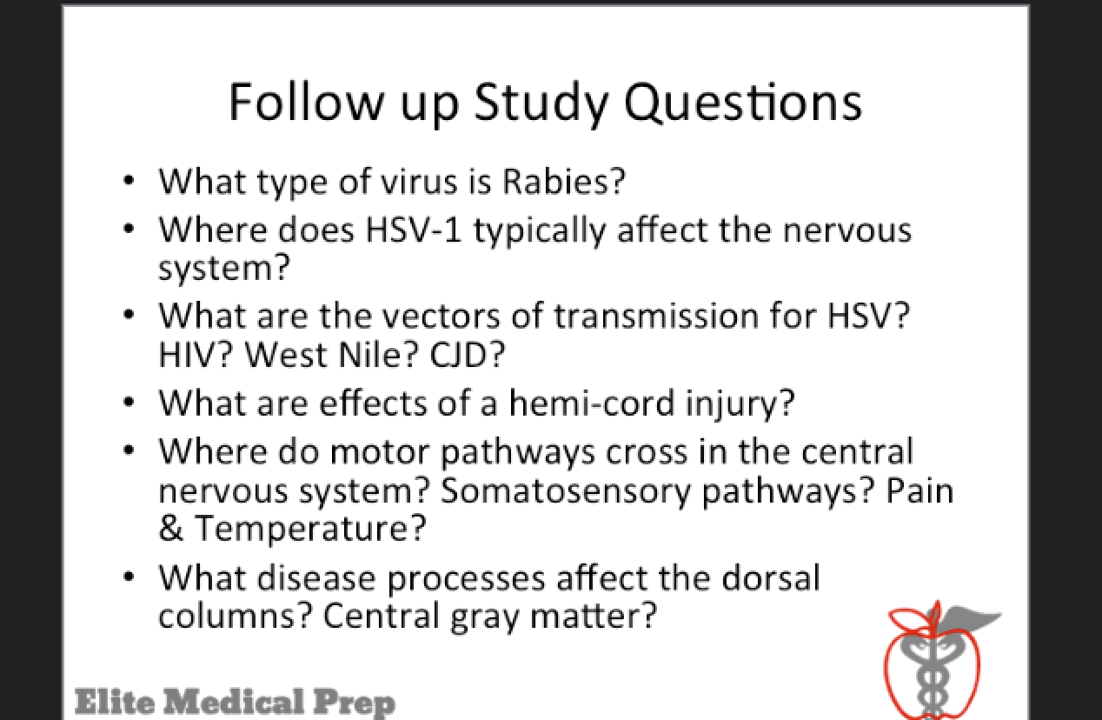 Follow up Study Questions
• What type of virus is Rabies?
• Where does HSV-1 typically affect the nervous
system?
• What are the vectors of transmission for HSV?
HIV? West Nile? CJD?
• What are effects of a hemi-cord injury?
• Where do motor pathways cross in the central
nervous system? Somatosensory pathways? Pain
& Temperature?
• What disease processes affect the dorsal
columns? Central gray matter?
Elite Medical Prep